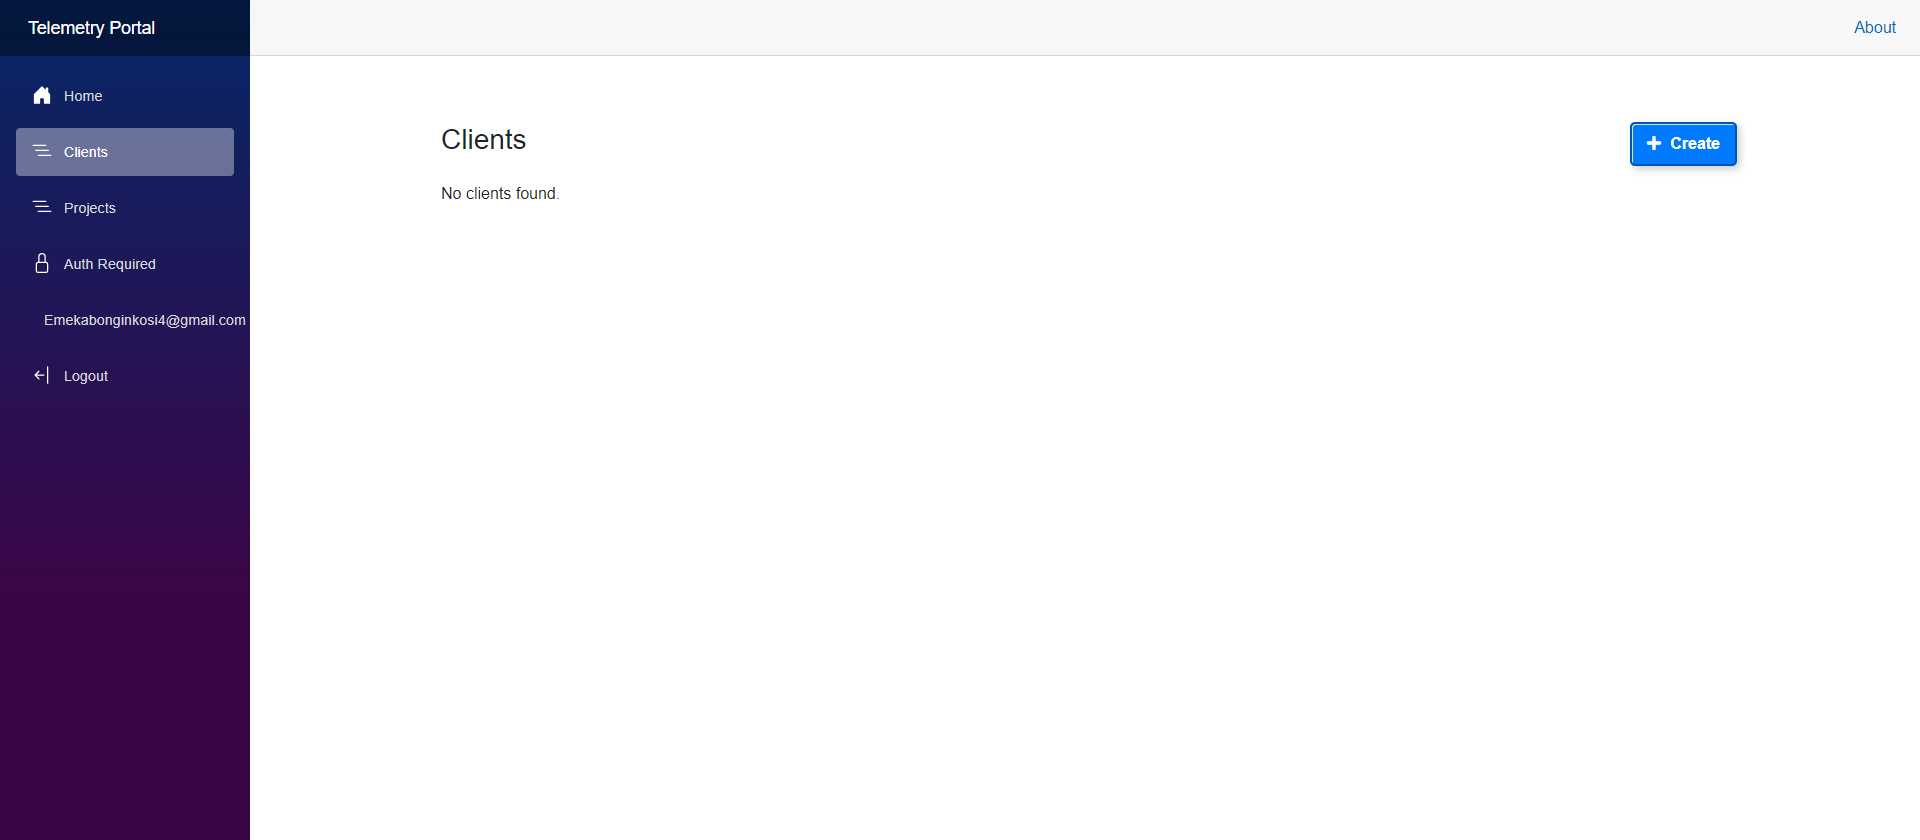 Telemetry Portal
About
Home
Clients
Projects
Auth Required
Emekabonginkosi4@gmail.com
Logout
Clients
Create
No clients found.